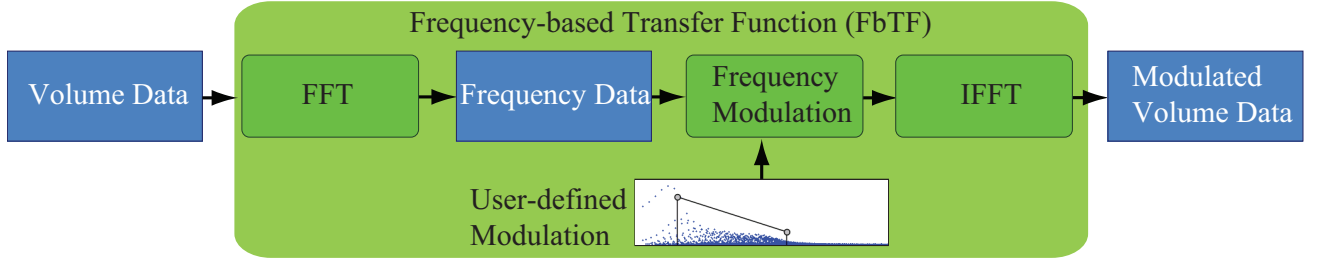 Frequency-based Transfer Function (FbTF)
Volume Data
FFT
Frequency Data
Frequency
Modulation
IFFT
Modulated
Volume Data
User-defined
Modulation